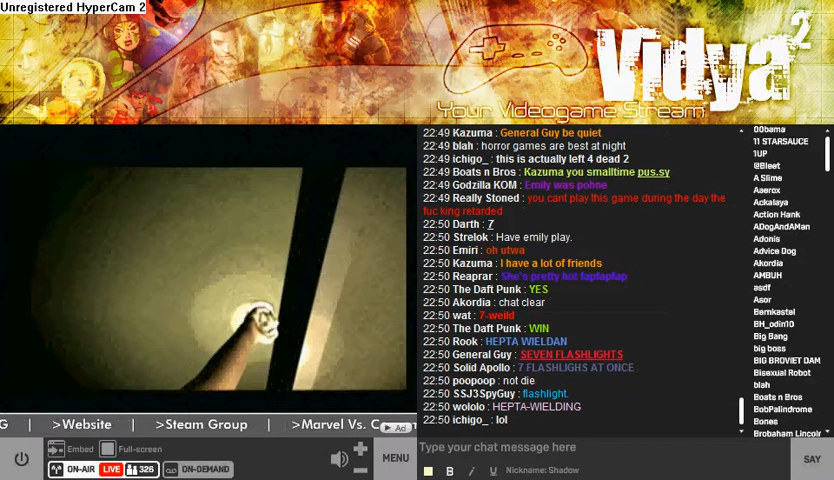 Unregistered HyperCam 2
Vidya2
Your Videogame Stream
22:49 Kazuma : General Guy be quiet
22:49 blah : horror games are best at night
22:49 ichigo_ : this is actually left 4 dead 2
22:49 Boats n Bros : Kazuma you smalltime pus.sy
22:49 Godzilla KOM : Emily was pohne
22:49 Really Stoned : you cant play this game during the day the
fuc king retarded
22:50 Darth : 7
22:50 Strelok : Have emily play.
22:50 Emiri : oh utwa
22:50 Kazuma : I have a lot of friends
22:50 Reaprar : She's pretty hot fapfapfap
22:50 The Daft Punk : YES
22:50 Akordia : chat clear
22:50 wat : 7-weild
22:50 The Daft Punk : WIN
22:50 Rook : HEPTA WIELDAN
22:50 General Guy : SEVEN FLASHLIGHTS
22:50 Solid Apollo : 7 FLASHLIGHS AT ONCE
22:50 poopoop : not die
22:50 SSJ3SpyGuy : flashlight.
22:50 wololo : HEPTA-WIELDING
22:50 ichigo_ : lol
00bama
11 STARSAUCE
1UP
@Bleet
A Slime
Aaerox
Ackalaya
Action Hank
ADogAndAMan
Adonis
Advice Dog
Akordia
AMBUH
asdf
Asor
Bernkastel
BH_odin10
Big Bang
big boss
BIG BROVIET DAM
Bisexual Robot
blah
Boats n Bros
BobPalindrome
Bones
Brobaham Lincoln
G | >Website | >Steam Group | >Marvel Vs. C
Ad
Embed Full-screen
ON-AIR LIVE 326 ON-DEMAND
MENU
Type your chat message here
B I U Nickname: Shadow
SAY